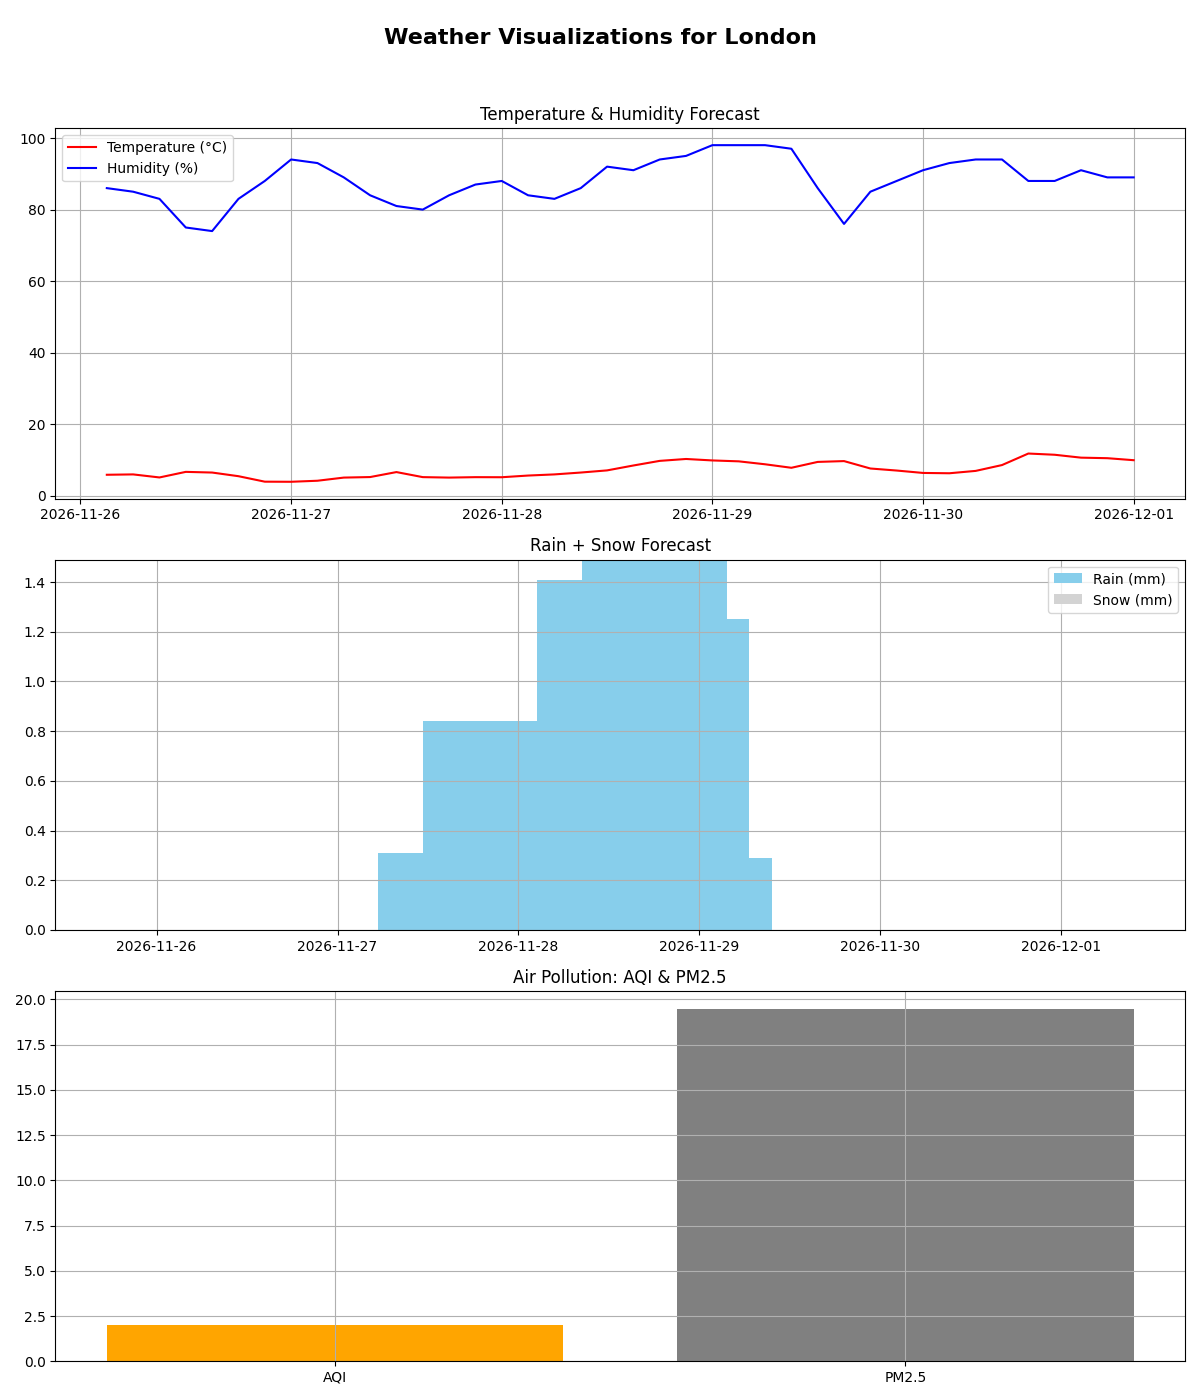 Weather Visualizations for London
Temperature & Humidity Forecast
Temperature (°C)
Humidity (%)
100
80
60
40
20
0
2026-11-26 2026-11-27 2026-11-28 2026-11-29 2026-11-30 2026-12-01
Rain + Snow Forecast
Rain (mm)
Snow (mm)
1.4
1.2
1.0
0.8
0.6
0.4
0.2
0.0
2026-11-26 2026-11-27 2026-11-28 2026-11-29 2026-11-30 2026-12-01
Air Pollution: AQI & PM2.5
20.0
17.5
15.0
12.5
10.0
7.5
5.0
2.5
0.0
AQI PM2.5